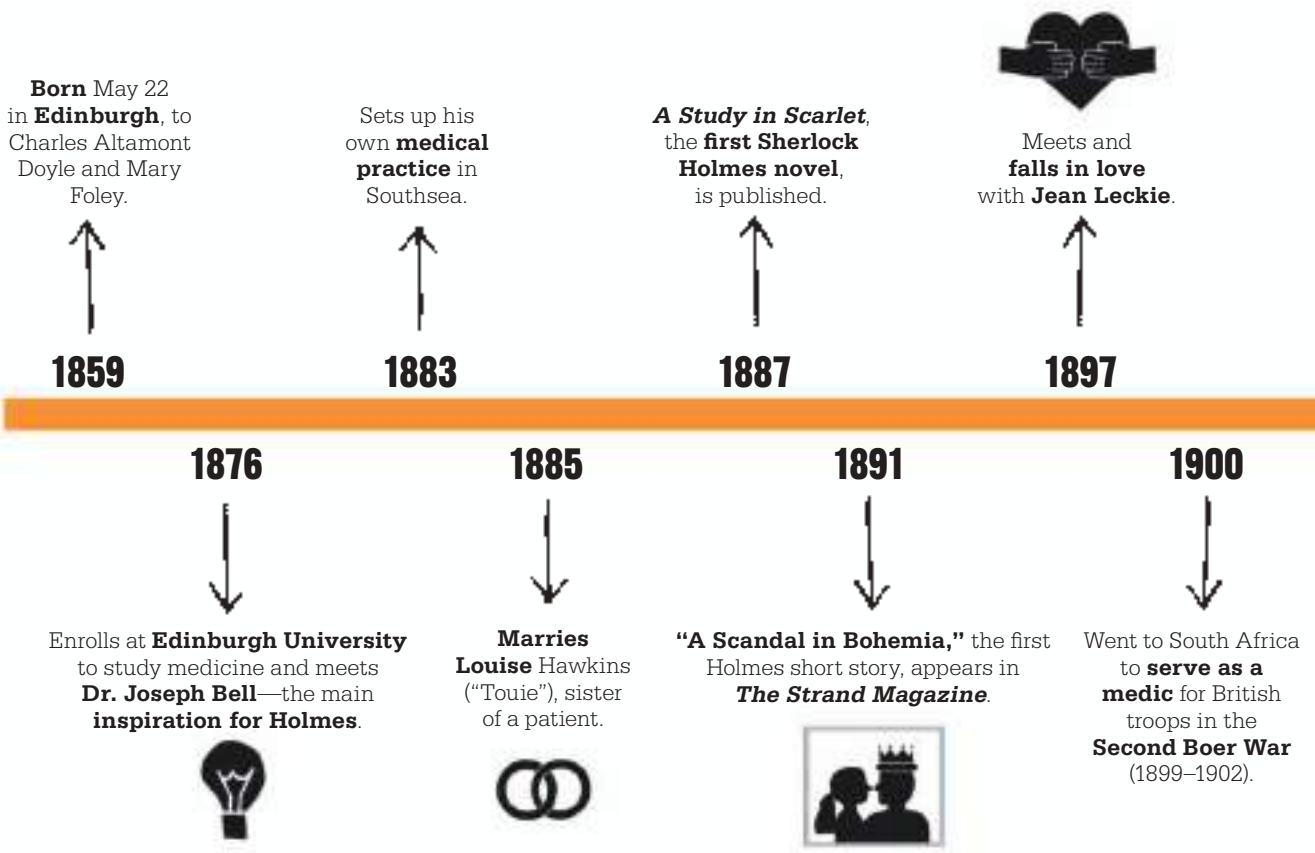 Born May 22
in Edinburgh, to
Charles Altamont
Doyle and Mary
Foley.
Sets up his
own medical
practice in
Southsea.
A Study in Scarlet,
the first Sherlock
Holmes novel,
is published.
Meets and
falls in love
with Jean Leckie.
1859
1883
1887
1897
1876
1885
1891
1900
Enrolls at Edinburgh University
to study medicine and meets
Dr. Joseph Bell—the main
inspiration for Holmes.
Marries
Louise Hawkins
(“Touie”), sister
of a patient.
“A Scandal in Bohemia,” the first
Holmes short story, appears in
The Strand Magazine.
Went to South Africa
to serve as a
medic for British
troops in the
Second Boer War
(1899–1902).